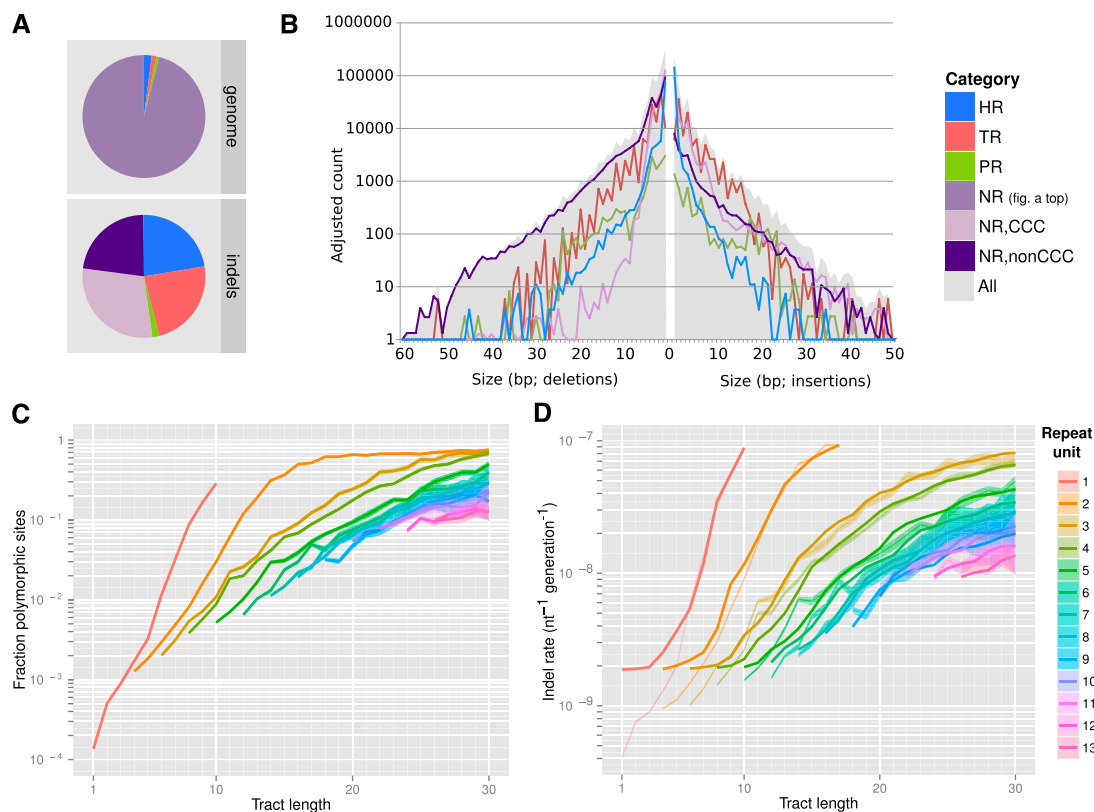 A
genome
indels
B
1000000
100000
10000
1000
100
10
1
Adjusted count
60 50 40 30 20 10 0 10 20 30 40 50
Size (bp; deletions)
Size (bp; insertions)
Category
HR
TR
PR
NR (fig. a top)
NR,CCC
NR,nonCCC
All
C
1
10 −1
10 −2
10 −3
10 −4
Fraction polymorphic sites
1 10 20 30
Tract length
D
10 −7
10 −8
10 −9
Indel rate (nt-1 generation-1)
1 10 20 30
Tract length
Repeat
unit
1
2
3
4
5
6
7
8
9
10
11
12
13